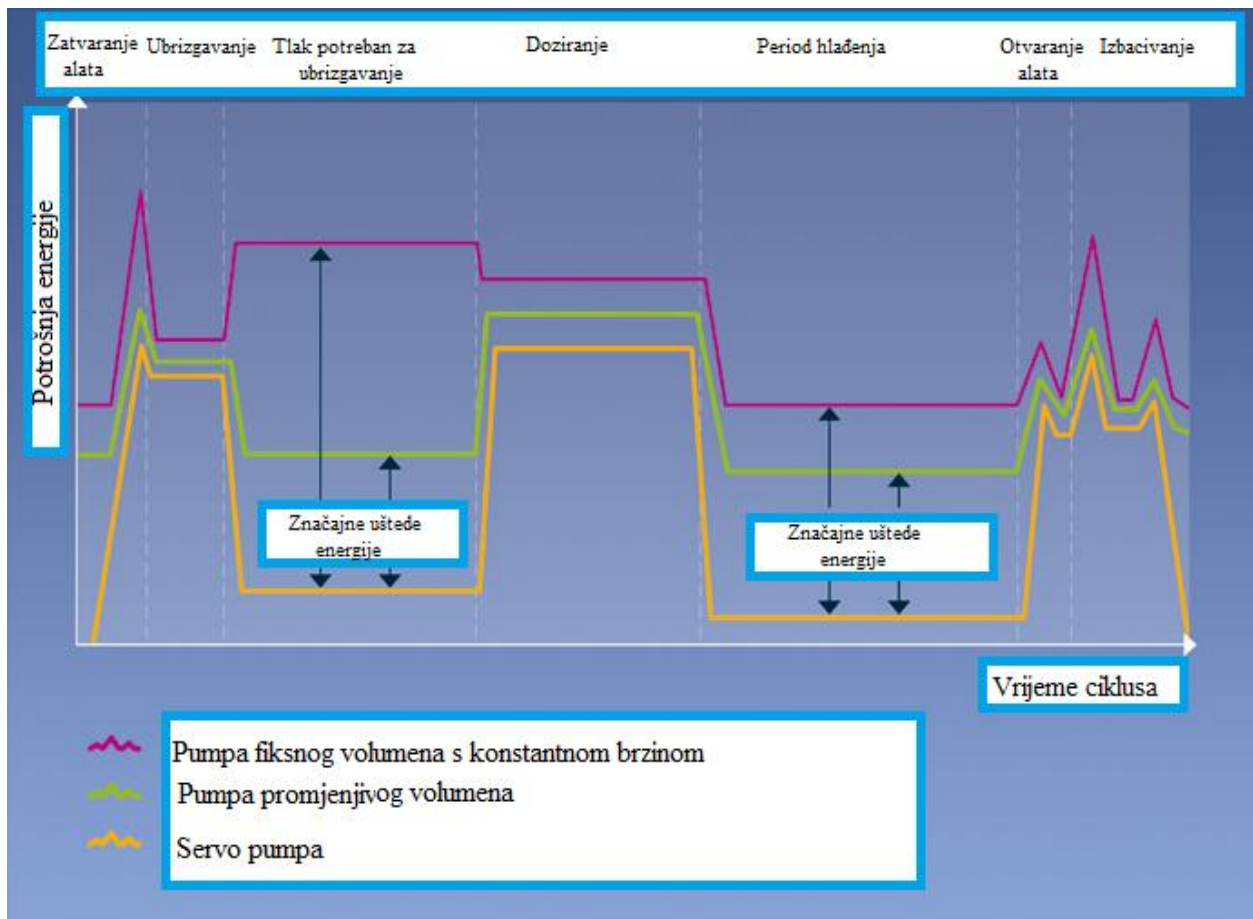 Zatvaranje
alata
Ubrizgavanje
Tlak potreban za
ubrizgavanje
Doziranje
Period hlađenja
Otvaranje
alata
Izbacivanje
Potrošnja energije
Značajne uštede
energije
Značajne uštede
energije
Vrijeme ciklusa
Pumpa fiksnog volumena s konstantnom brzinom
Pumpa promjenjivog volumena
Servo pumpa